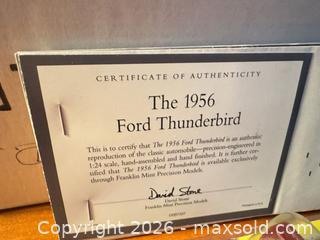 CERTIFICATE OF AUTHENTICITY
The 1956
Ford Thunderbird
This is to certify that The 1956 Ford Thunderbird is an authentic
reproduction of the classic automobile—precision-engineered in
1:24 scale, hand-assembled and hand finished. It is further cer-
tified that The 1956 Ford Thunderbird is available exclusively
through Franklin Mint Precision Models.
David Stone
David Stone
Franklin Mint Precision Models
Copyright 2026 - maxsold.com